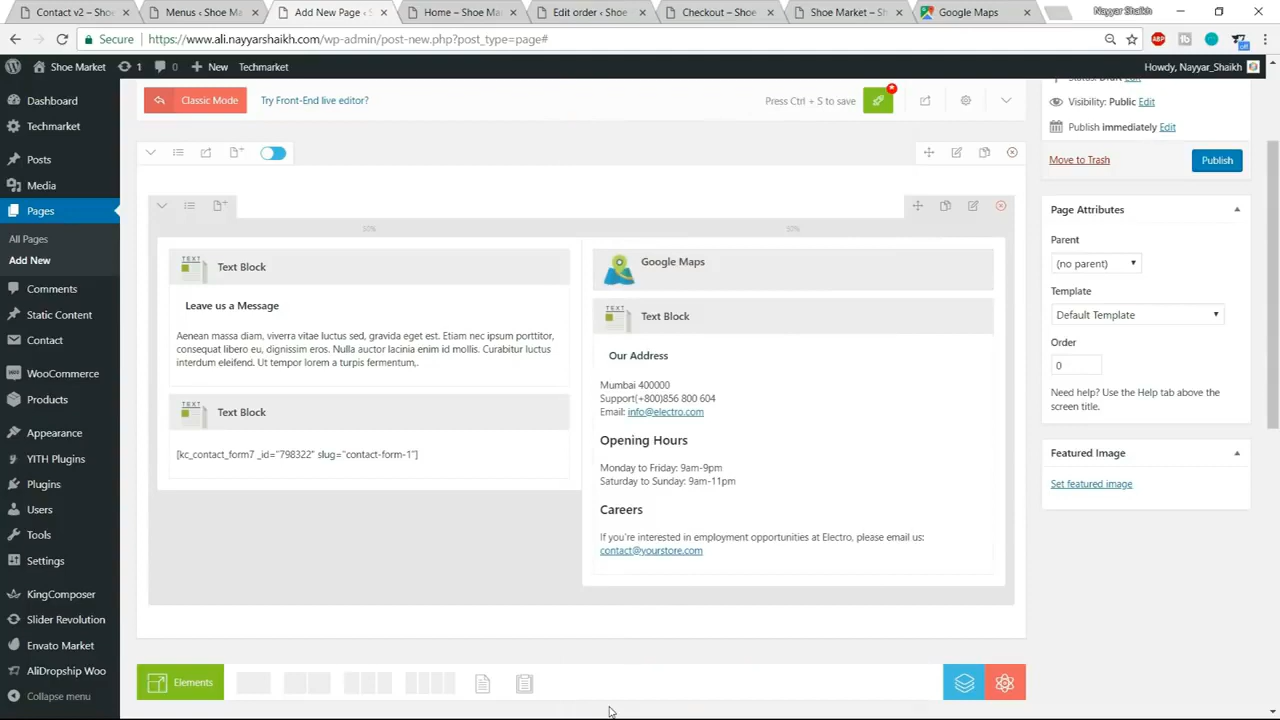 Contact v2 – Shoe Mark
Menus ‹ Shoe Market
Add New Page ‹ S
Home – Shoe Market
Edit order ‹ Shoe
Checkout – Shoe
Shoe Market – Sh
Google Maps
Nayyar Shaikh
Secure
https://www.ali.nayyarshaikh.com/wp-admin/post-new.php?post_type=page#
Shoe Market 1 0 New Techmarket
Howdy, Nayyar_Shaikh
Dashboard
Techmarket
Posts
Media
Pages
All Pages
Add New
Comments
Static Content
Contact
WooCommerce
Products
Appearance
YITH Plugins
Plugins
Users
Tools
Settings
KingComposer
Slider Revolution
Envato Market
AliDropship Woo
Collapse menu
Classic Mode
Try Front-End live editor?
Press Ctrl + S to save
50%
50%
Text Block
Leave us a Message
Aenean massa diam, viverra vitae luctus sed, gravida eget est. Etiam nec ipsum porttitor,
consequat libero eu, dignissim eros. Nulla auctor lacinia enim id mollis. Curabitur luctus
interdum eleifend. Ut tempor lorem a turpis fermentum,.
Text Block
[kc_contact_form7 _id="798322" slug="contact-form-1"]
Google Maps
Text Block
Our Address
Mumbai 400000
Support(+800)856 800 604
Email: info@electro.com
Opening Hours
Monday to Friday: 9am-9pm
Saturday to Sunday: 9am-11pm
Careers
If you're interested in employment opportunities at Electro, please email us:
contact@yourstore.com
Elements
Status: Draft Edit
Visibility: Public Edit
Publish immediately Edit
Move to Trash
Publish
Page Attributes
Parent
(no parent)
Template
Default Template
Order
0
Need help? Use the Help tab above the
screen title.
Featured Image
Set featured image